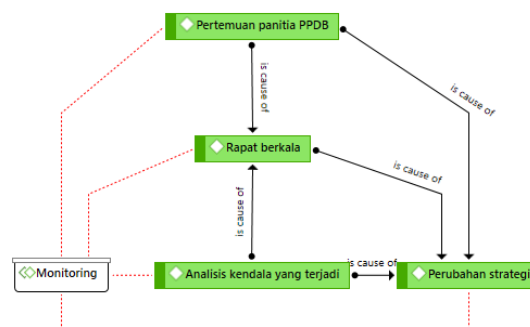 Pertemuan panitia PPDB
is cause of
is cause of
Rapat berkala
is cause of
is cause of
Monitoring
Analisis kendala yang terjadi
is cause of
Perubahan strategi